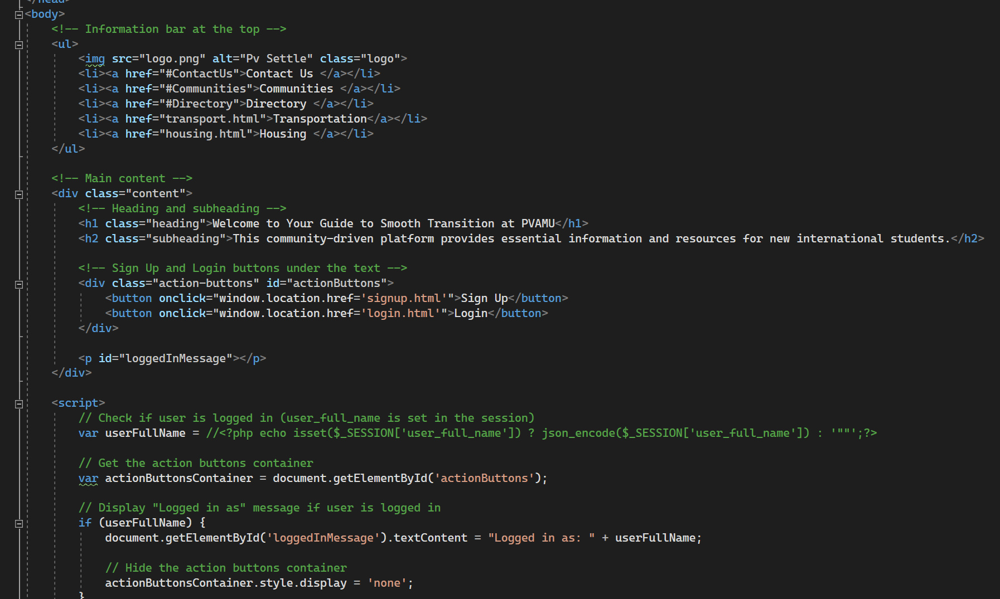 </head>
<body>
<!-- Information bar at the top -->
<ul>
<img src="logo.png" alt="Pv Settle" class="logo">
<li><a href="#ContactUs">Contact Us </a></li>
<li><a href="#Communities">Communities </a></li>
<li><a href="#Directory">Directory </a></li>
<li><a href="transport.html">Transportation</a></li>
<li><a href="housing.html">Housing </a></li>
</ul>
<!-- Main content -->
<div class="content">
<!-- Heading and subheading -->
<h1 class="heading">Welcome to Your Guide to Smooth Transition at PVAMU</h1>
<h2 class="subheading">This community-driven platform provides essential information and resources for new international students.</h2>
<!-- Sign Up and Login buttons under the text -->
<div class="action-buttons" id="actionButtons">
<button onclick="window.location.href='signup.html'">Sign Up</button>
<button onclick="window.location.href='login.html'">Login</button>
</div>
<p id="loggedInMessage"></p>
</div>
<script>
// Check if user is logged in (user_full_name is set in the session)
var userFullName = //<?php echo isset($_SESSION['user_full_name']) ? json_encode($_SESSION['user_full_name']) : '""';?>
// Get the action buttons container
var actionButtonsContainer = document.getElementById('actionButtons');
// Display "Logged in as" message if user is logged in
if (userFullName) {
document.getElementById('loggedInMessage').textContent = "Logged in as: " + userFullName;
// Hide the action buttons container
actionButtonsContainer.style.display = 'none';
}